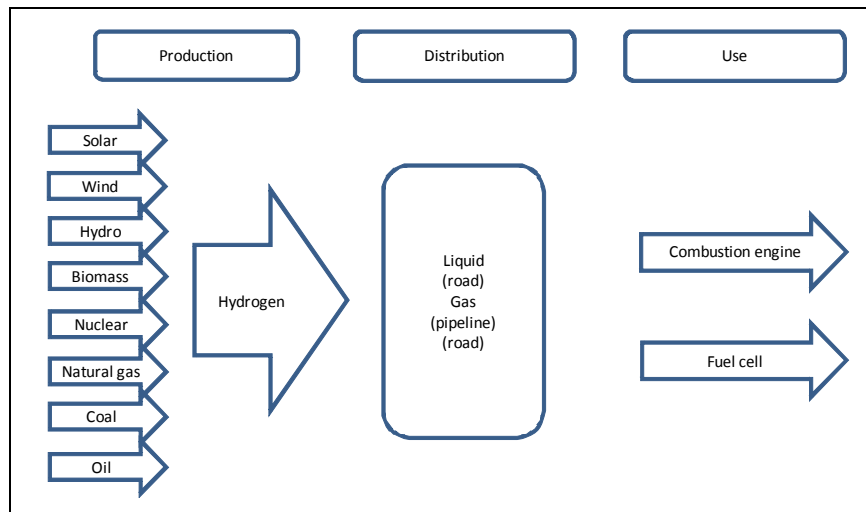 Production
Distribution
Use
Solar
Wind
Hydro
Biomass
Nuclear
Natural gas
Coal
Oil
Hydrogen
Liquid
(road)
Gas
(pipeline)
(road)
Combustion engine
Fuel cell